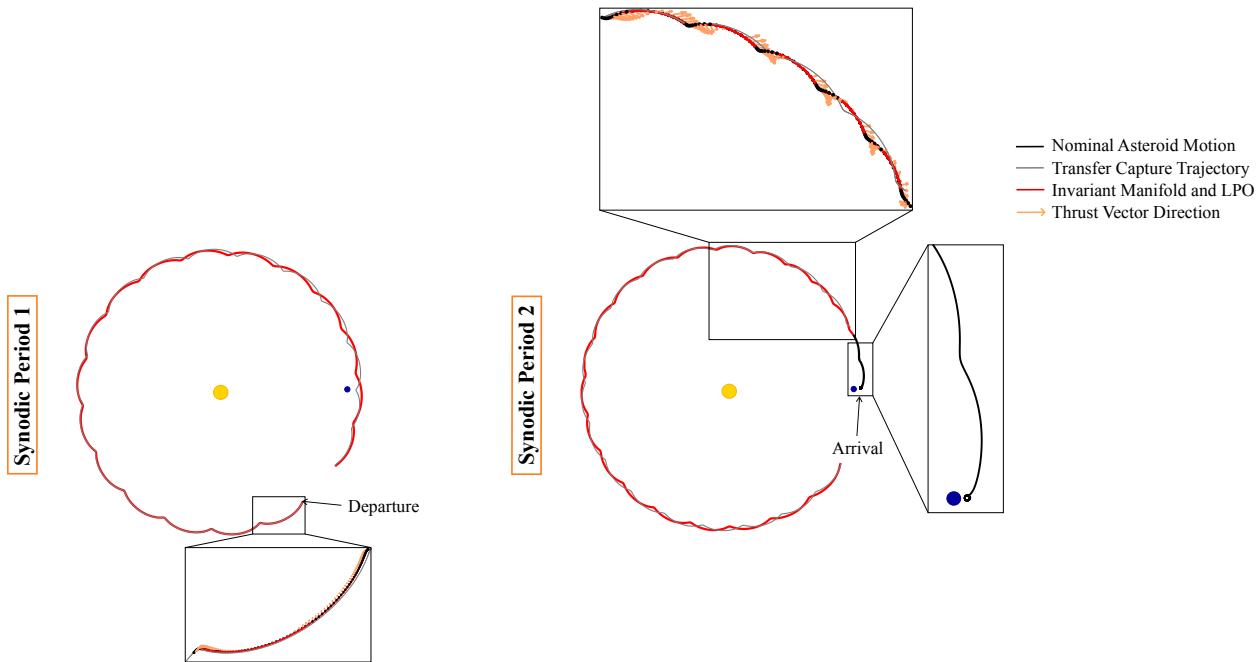 Nominal Asteroid Motion
Transfer Capture Trajectory
Invariant Manifold and LPO
Thrust Vector Direction
Synodic Period 1
Synodic Period 2
Arrival
Departure